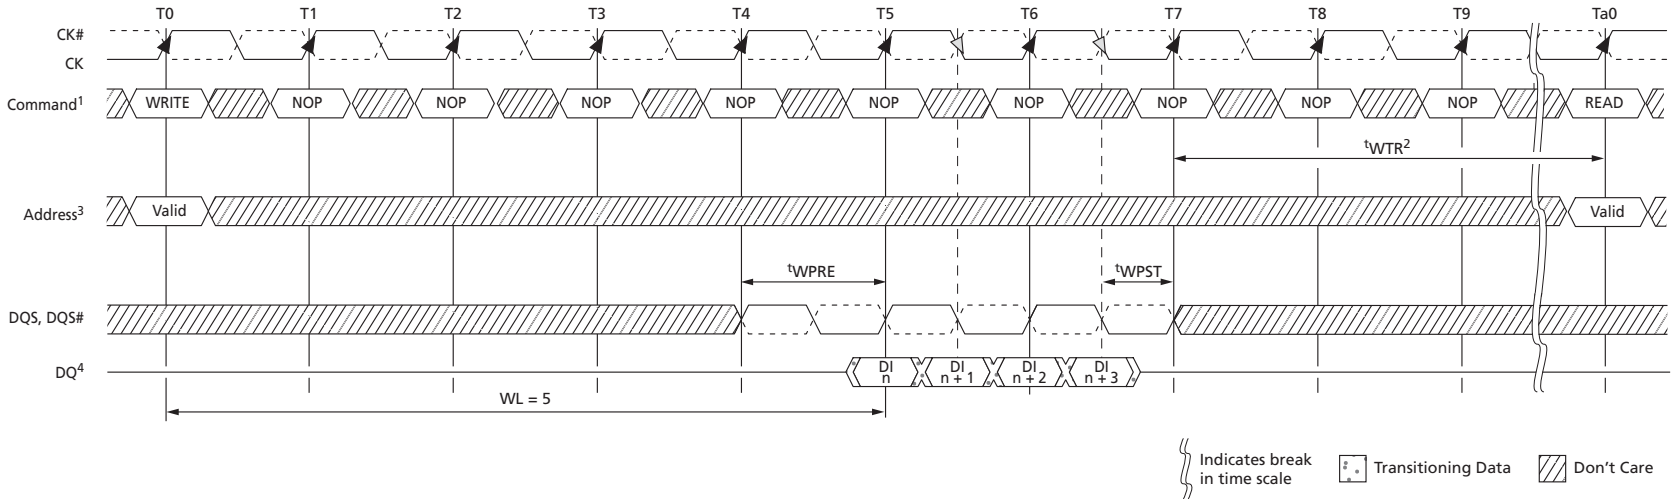 T0 T1 T2 T3 T4 T5 T6 T7 T8 T9 Ta0
CK#
CK
Command1 WRITE NOP NOP NOP NOP NOP NOP NOP NOP NOP READ
tWTR2
Address3 Valid Valid
tWPRE tWPST
DQS, DQS#
DQ4 DI n DI n + 1 DI n + 2 DI n + 3
WL = 5
Indicates break in time scale
Transitioning Data
Don't Care